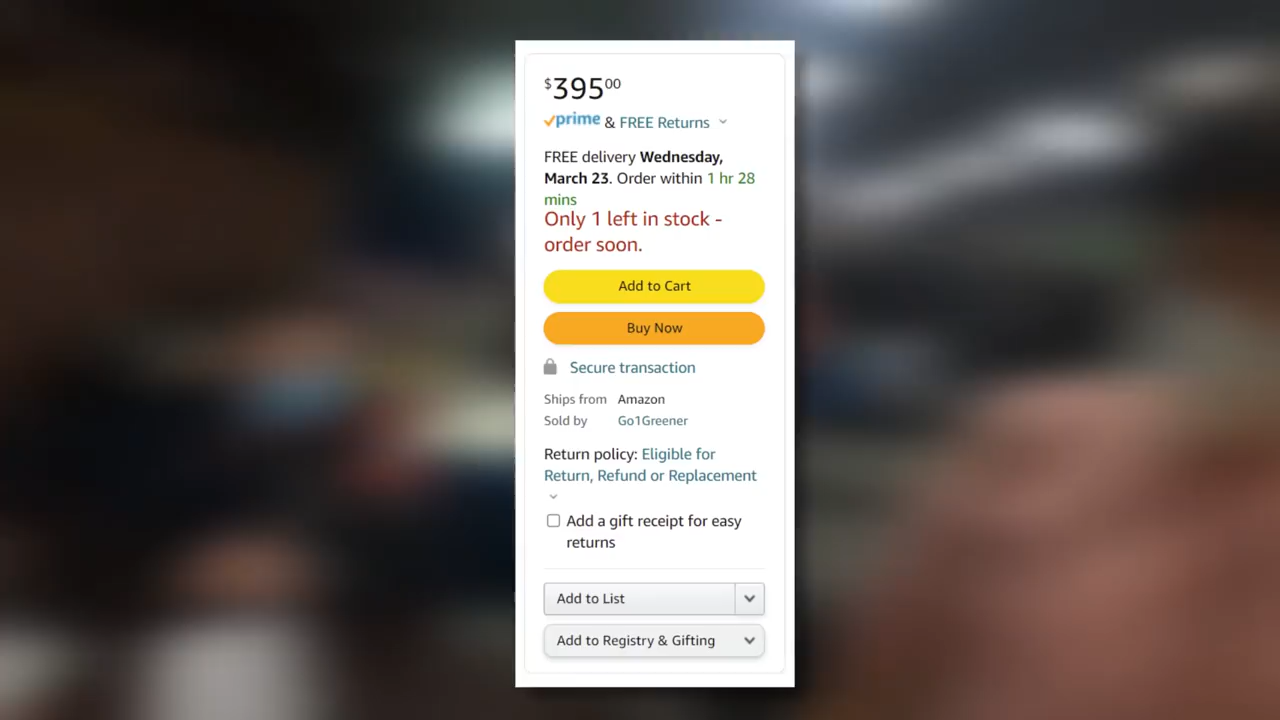 $39500
prime & FREE Returns
FREE delivery Wednesday,
March 23. Order within 1 hr 28
mins
Only 1 left in stock -
order soon.
Add to Cart
Buy Now
Secure transaction
Ships from Amazon
Sold by Go1Greener
Return policy: Eligible for
Return, Refund or Replacement
Add a gift receipt for easy
returns
Add to List
Add to Registry & Gifting